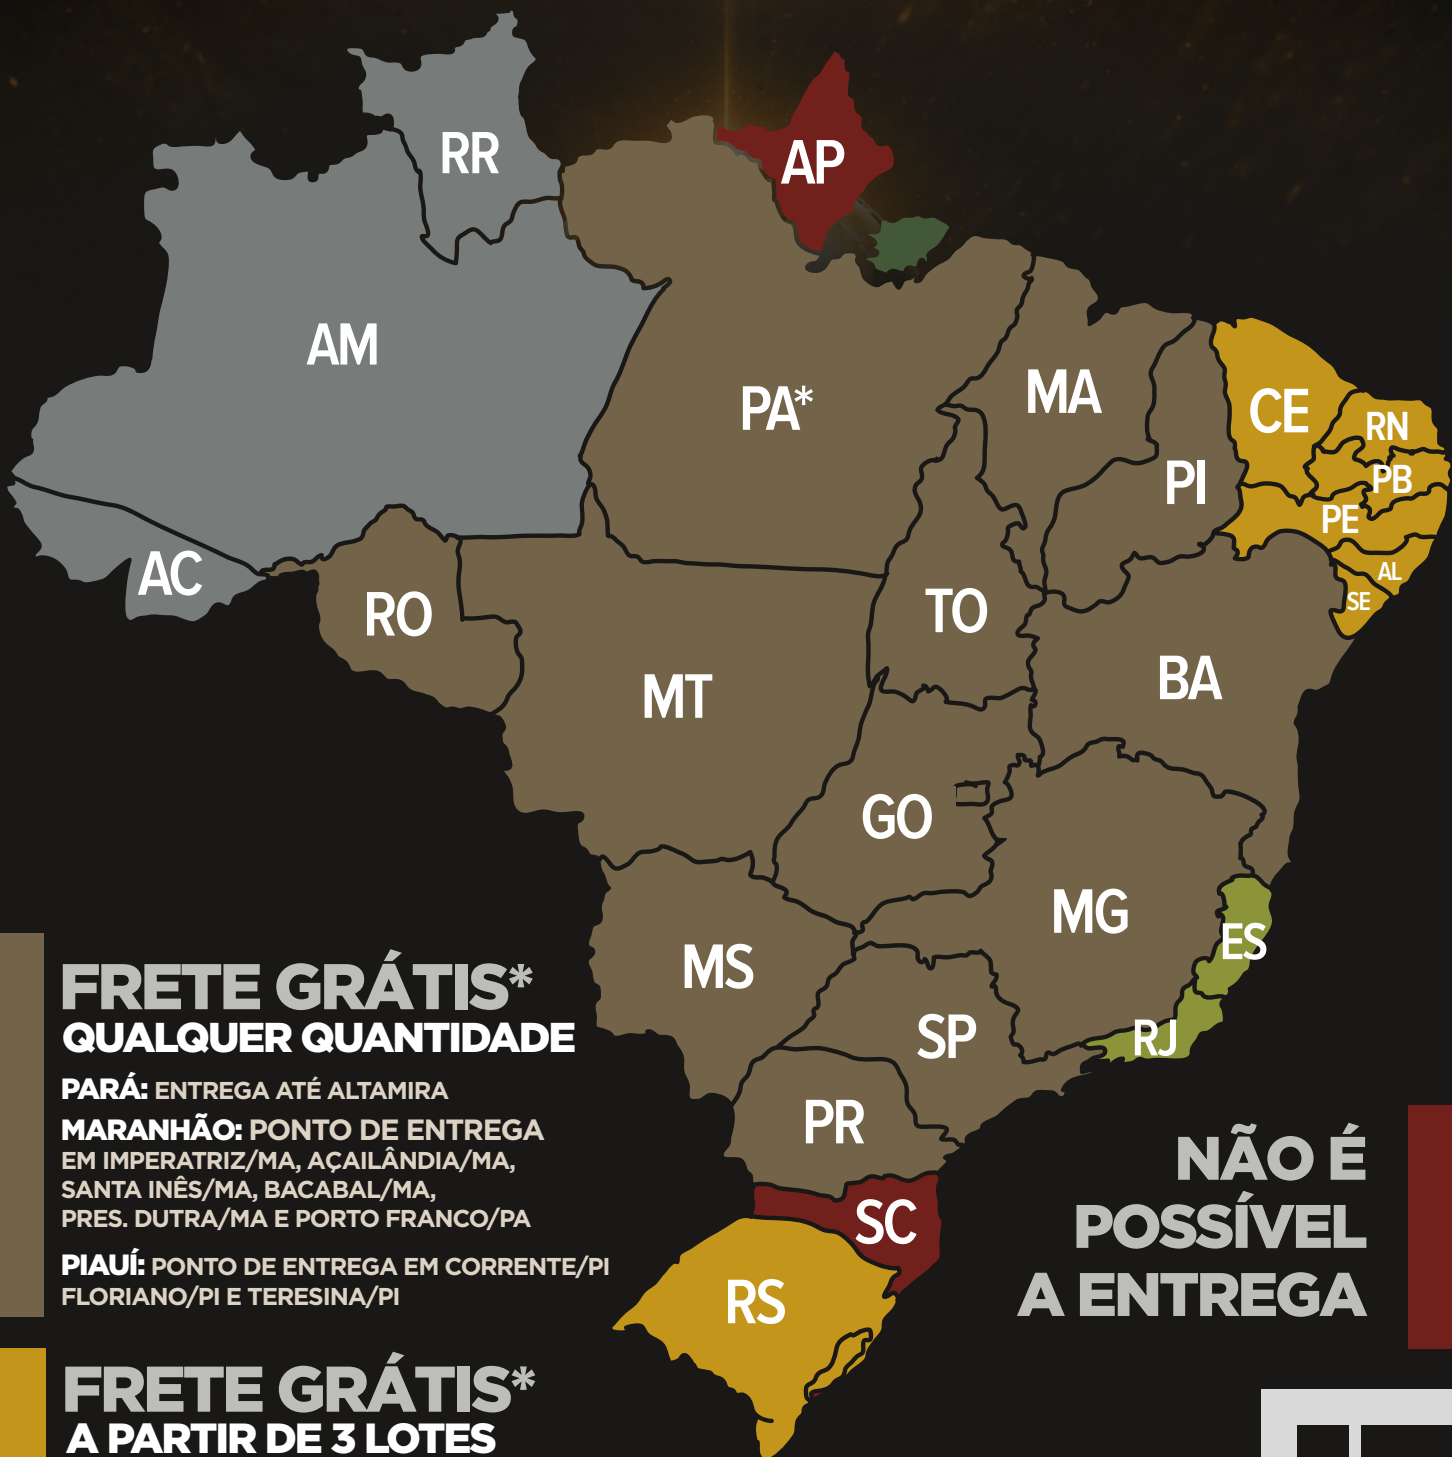 RR
AP
AM
PA*
MA
CE
RN
PI
PB
PE
AC
AL
RO
TO
SE
MT
BA
GO
MG
ES
MS
SP
RJ
PR
SC
RS
FRETE GRÁTIS*
QUALQUER QUANTIDADE
PARÁ: ENTREGA ATÉ ALTAMIRA
MARANHÃO: PONTO DE ENTREGA
EM IMPERATRIZ/MA, AÇAILÂNDIA/MA,
SANTA INÊS/MA, BACABAL/MA,
PRES. DUTRA/MA E PORTO FRANCO/PA
PIAUÍ: PONTO DE ENTREGA EM CORRENTE/PI
FLORIANO/PI E TERESINA/PI
FRETE GRÁTIS*
A PARTIR DE 3 LOTES
NÃO É
POSSÍVEL
A ENTREGA